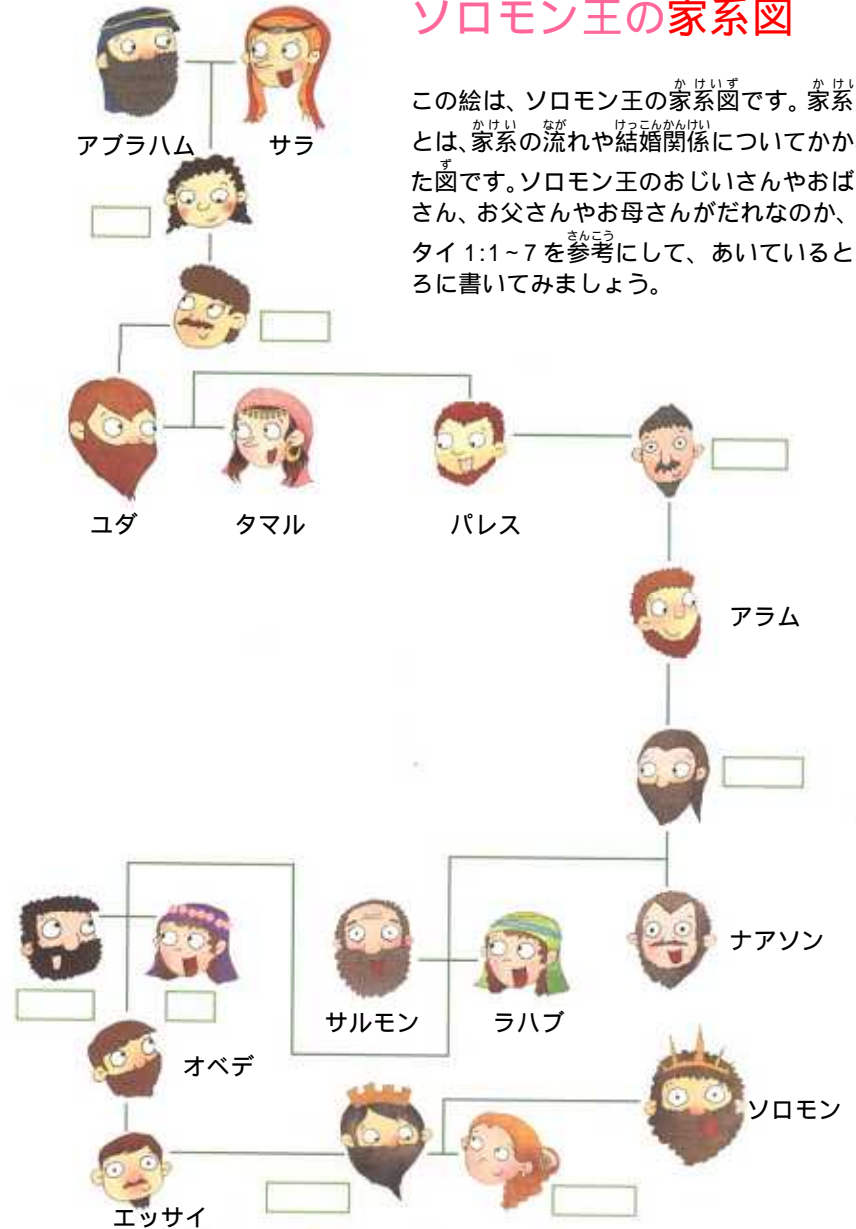 ソロモン王の家系図
この絵は、ソロモン王の家系図です。家系
とは、家系の流れや結婚関係についてかか
た図です。ソロモン王のおじいさんやおば
さん、お父さんやお母さんがだれなのか、
タイ 1:1~7 を参考にして、あいていると
ろに書いてみましょう。
アブラハム サラ
ユダ タマル パレス
アラム
ナアソン
サルモン ラハブ
オベデ
ソロモン
エッサイ